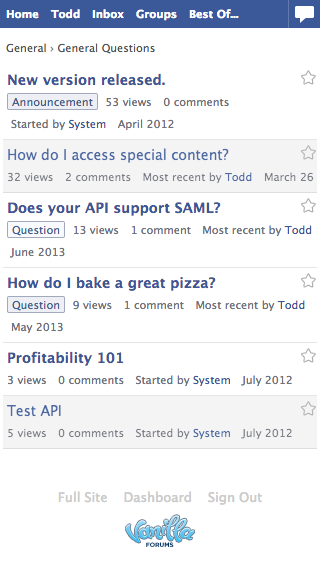 Home Todd Inbox Groups Best Of...
General › General Questions
New version released.
Announcement 53 views 0 comments
Started by System April 2012
How do I access special content?
32 views 2 comments Most recent by Todd March 26
Does your API support SAML?
Question 13 views 1 comment Most recent by Todd
June 2013
How do I bake a great pizza?
Question 9 views 1 comment Most recent by Todd
May 2013
Profitability 101
3 views 0 comments Started by System July 2012
Test API
5 views 0 comments Started by System July 2012
Full Site Dashboard Sign Out
Vanilla
FORUMS